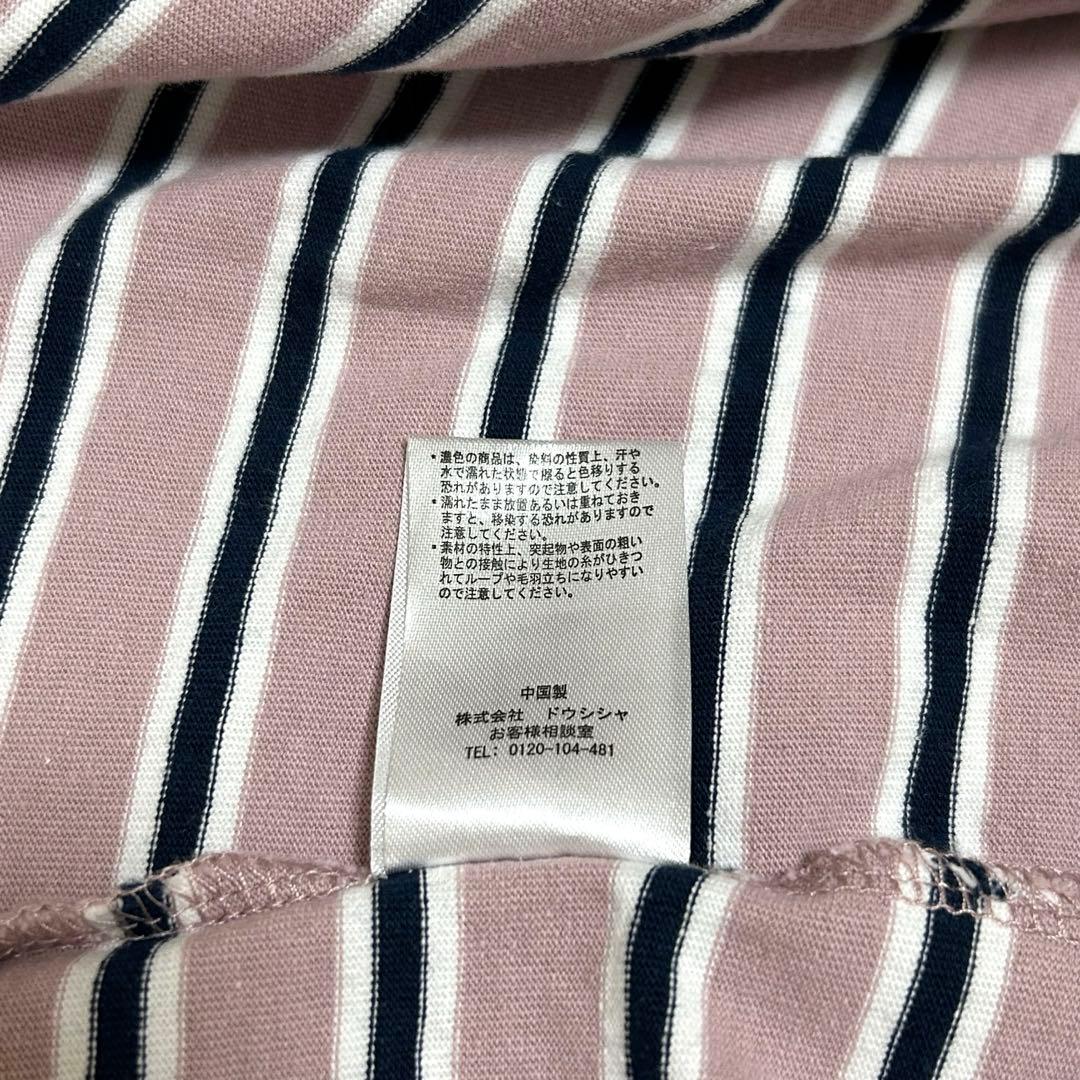 ・濃色の商品は、染料の性質上、汗や
水で濡れた状態で擦ると色移りする
恐れがありますので注意してください。
・濡れたまま放置あるいは重ねておき
ますと、移染する恐れがありますので
注意してください。
・素材の特性上、突起物や表面の粗い
物との接触により生地の糸がひきつ
れてループや毛羽立ちになりやすい
ので注意してください。
中国製
株式会社 ドウシシャ
お客様相談室
TEL: 0120-104-481